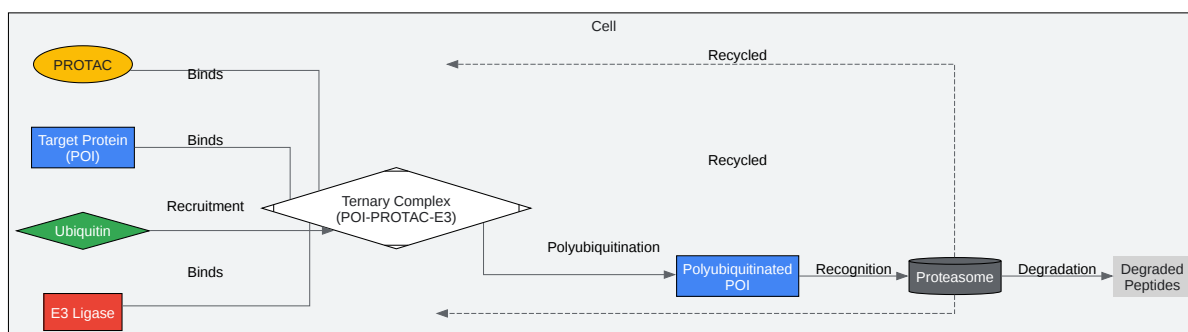 Cell
PROTAC
Binds
Recycled
Target Protein
(POI)
Binds
Recycled
Recruitment
Ternary Complex
(POI-PROTAC-E3)
Ubiquitin
Polyubiquitination
Binds
Polyubiquitinated
POI
Recognition
Proteasome
Degradation
Degraded
Peptides
E3 Ligase